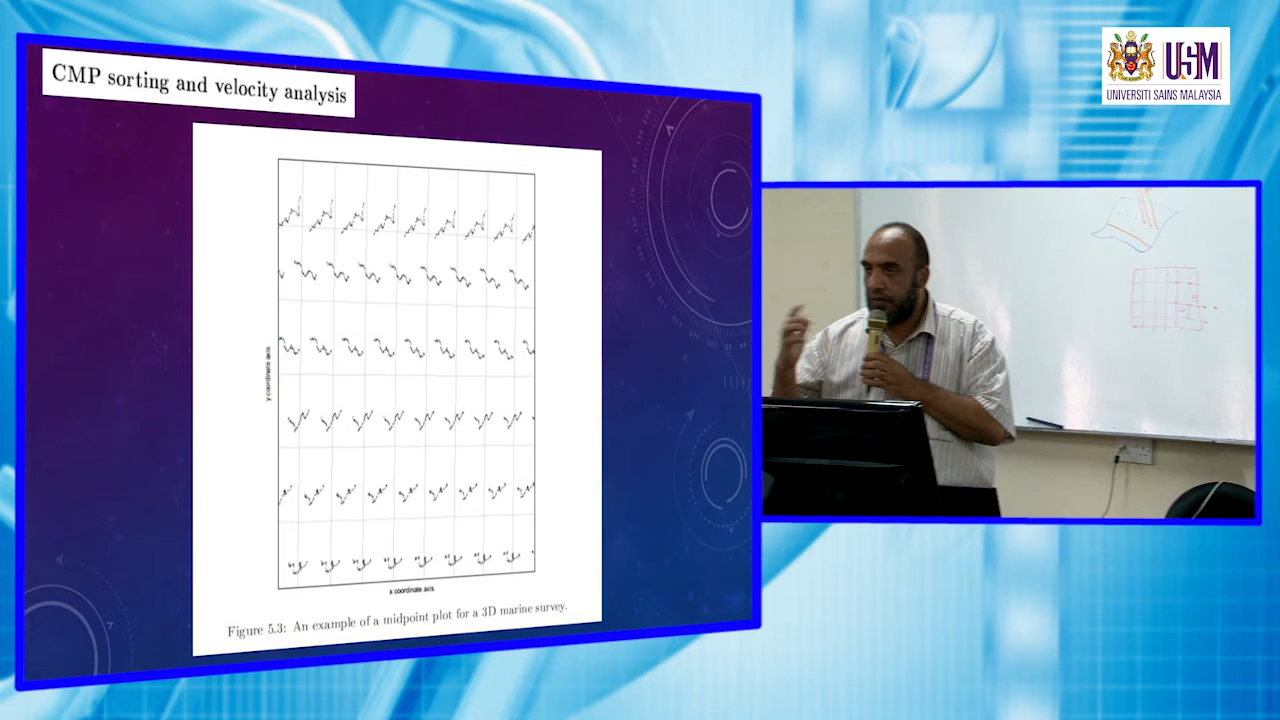 CMP sorting and velocity analysis
y coordinate axis
x coordinate axis
Figure 5.3: An example of a midpoint plot for a 3D marine survey.
USM
UNIVERSITI SAINS MALAYSIA